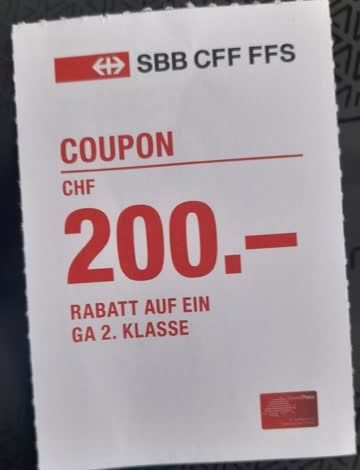 SBB CFF FFS
COUPON
CHF
200.–
RABATT AUF EIN
GA 2. KLASSE